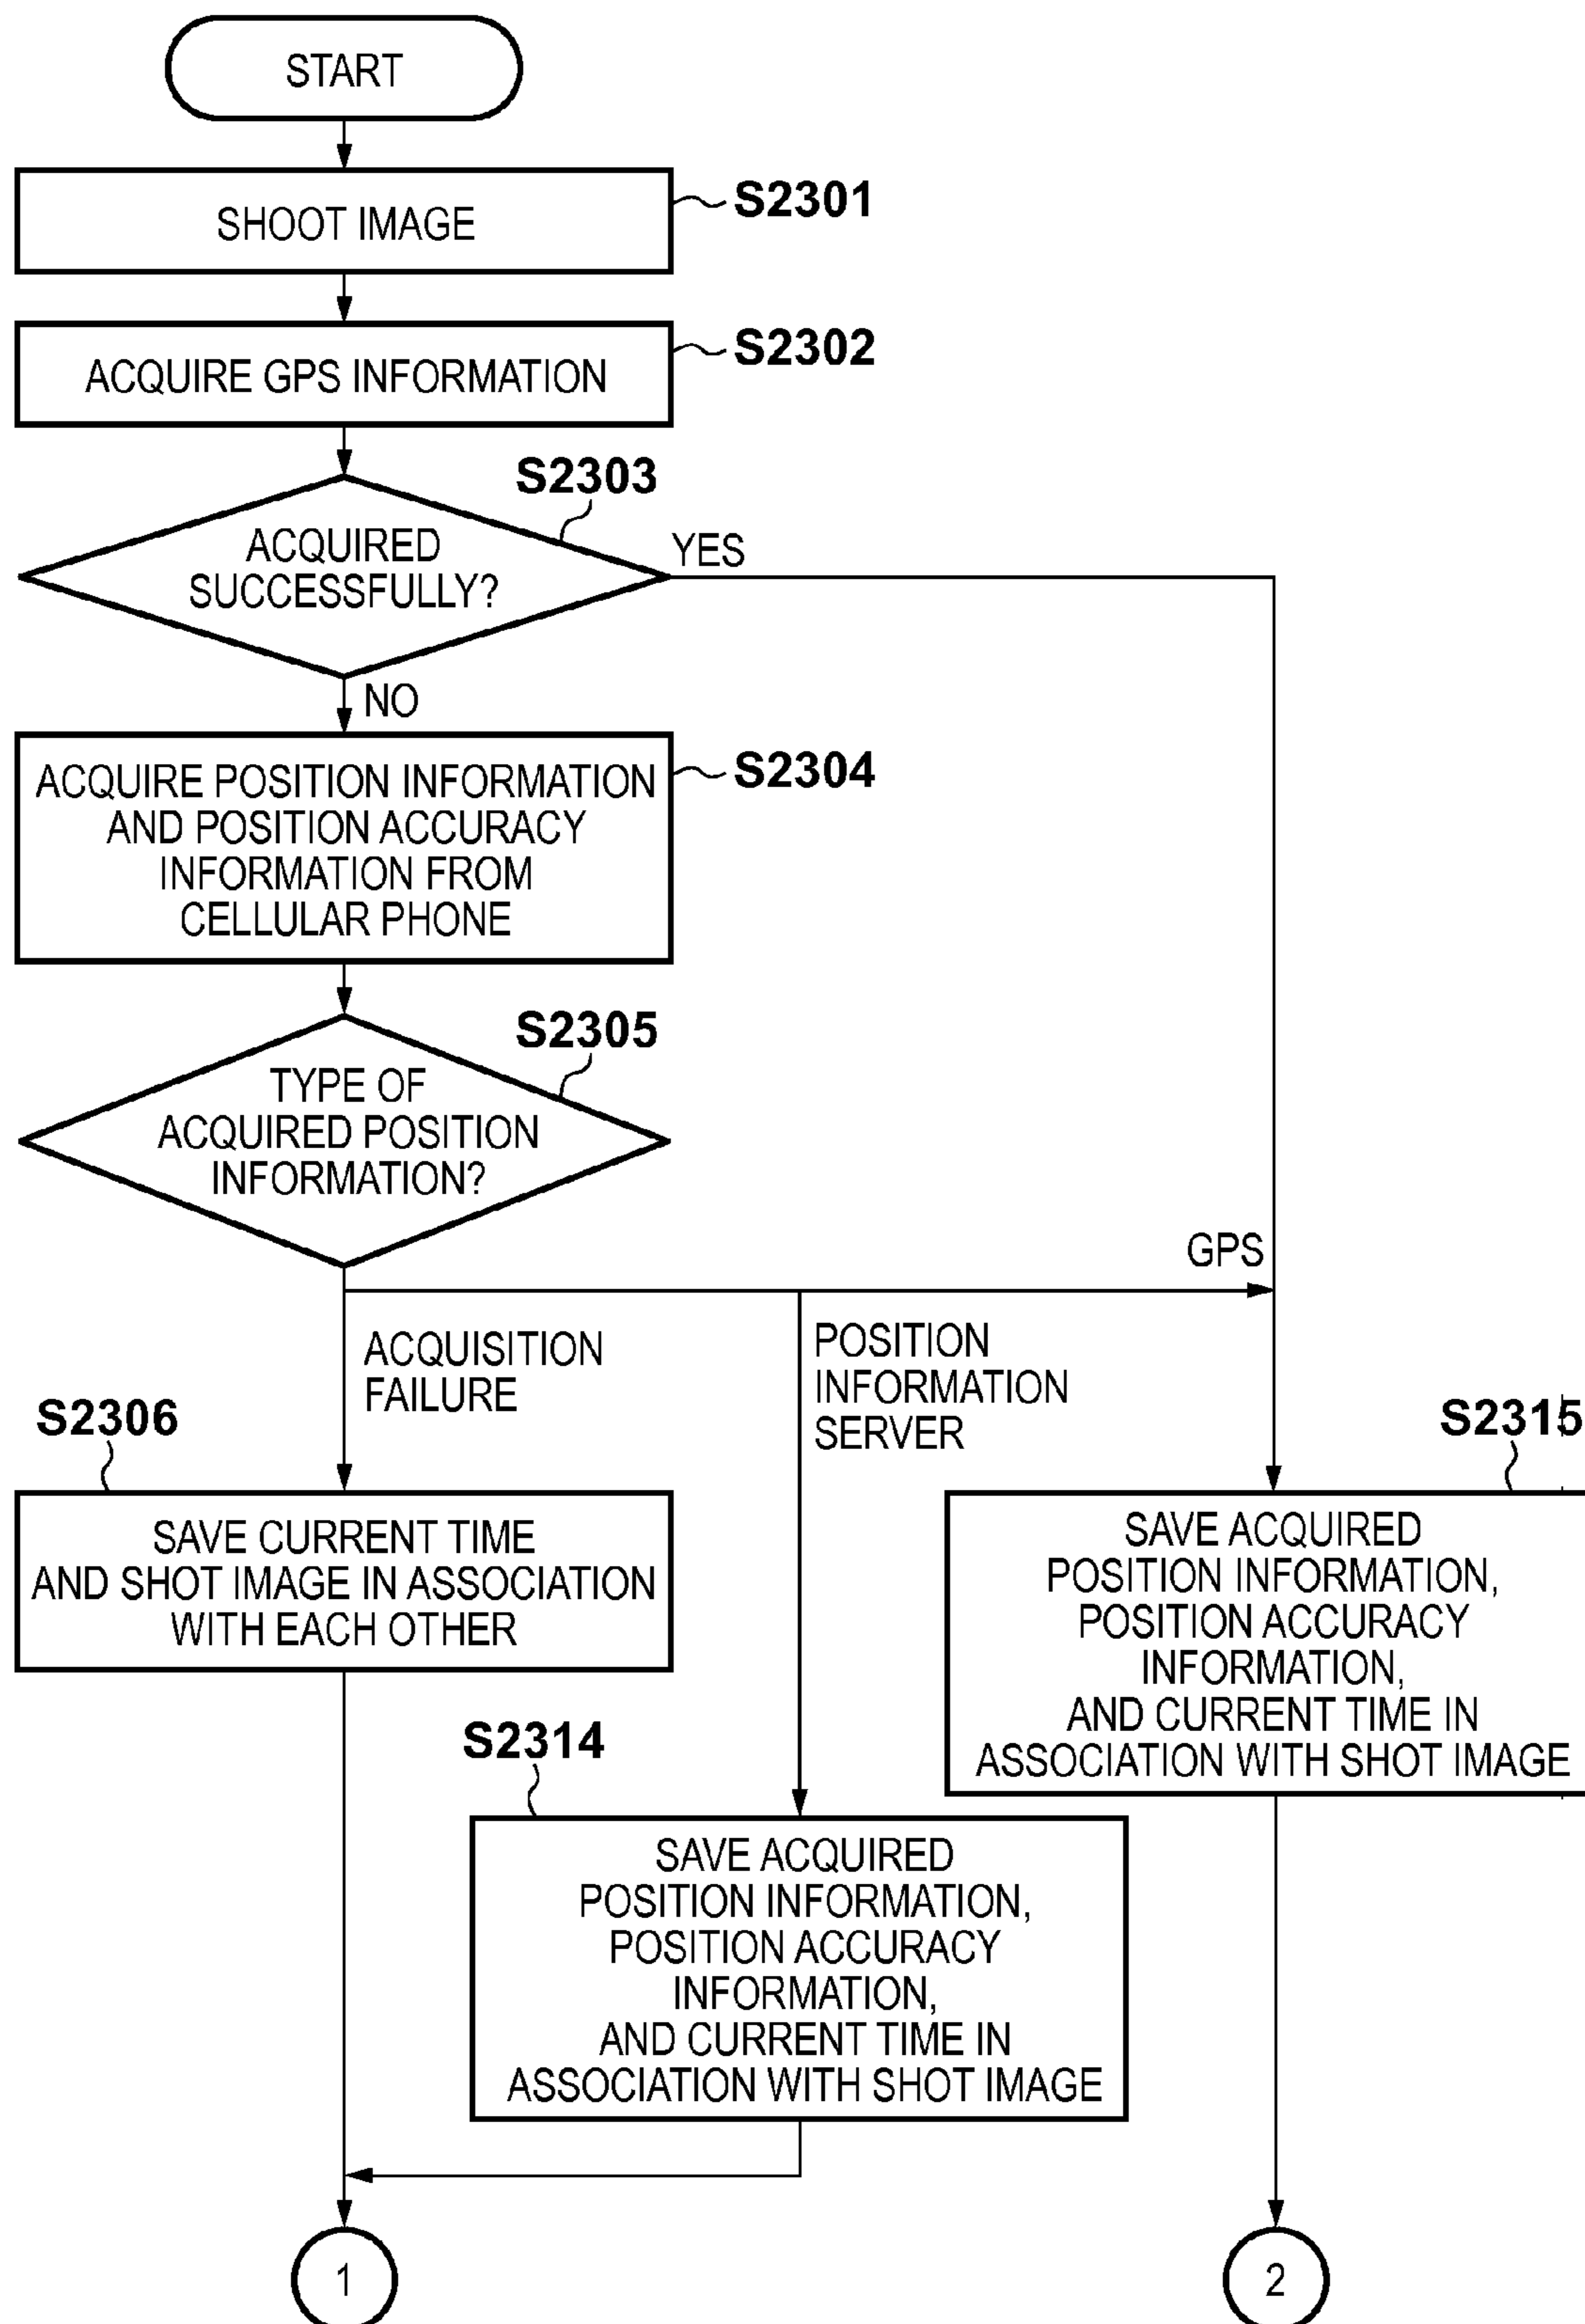 START
SHOOT IMAGE
S2301
ACQUIRE GPS INFORMATION
S2302
S2303
ACQUIRED
SUCCESSFULLY?
YES
NO
ACQUIRE POSITION INFORMATION
AND POSITION ACCURACY
INFORMATION FROM
CELLULAR PHONE
S2304
S2305
TYPE OF
ACQUIRED POSITION
INFORMATION?
GPS
ACQUISITION
FAILURE
POSITION
INFORMATION
SERVER
S2306
SAVE CURRENT TIME
AND SHOT IMAGE IN ASSOCIATION
WITH EACH OTHER
S2315
SAVE ACQUIRED
POSITION INFORMATION,
POSITION ACCURACY
INFORMATION,
AND CURRENT TIME IN
ASSOCIATION WITH SHOT IMAGE
S2314
SAVE ACQUIRED
POSITION INFORMATION,
POSITION ACCURACY
INFORMATION,
AND CURRENT TIME IN
ASSOCIATION WITH SHOT IMAGE
1
2